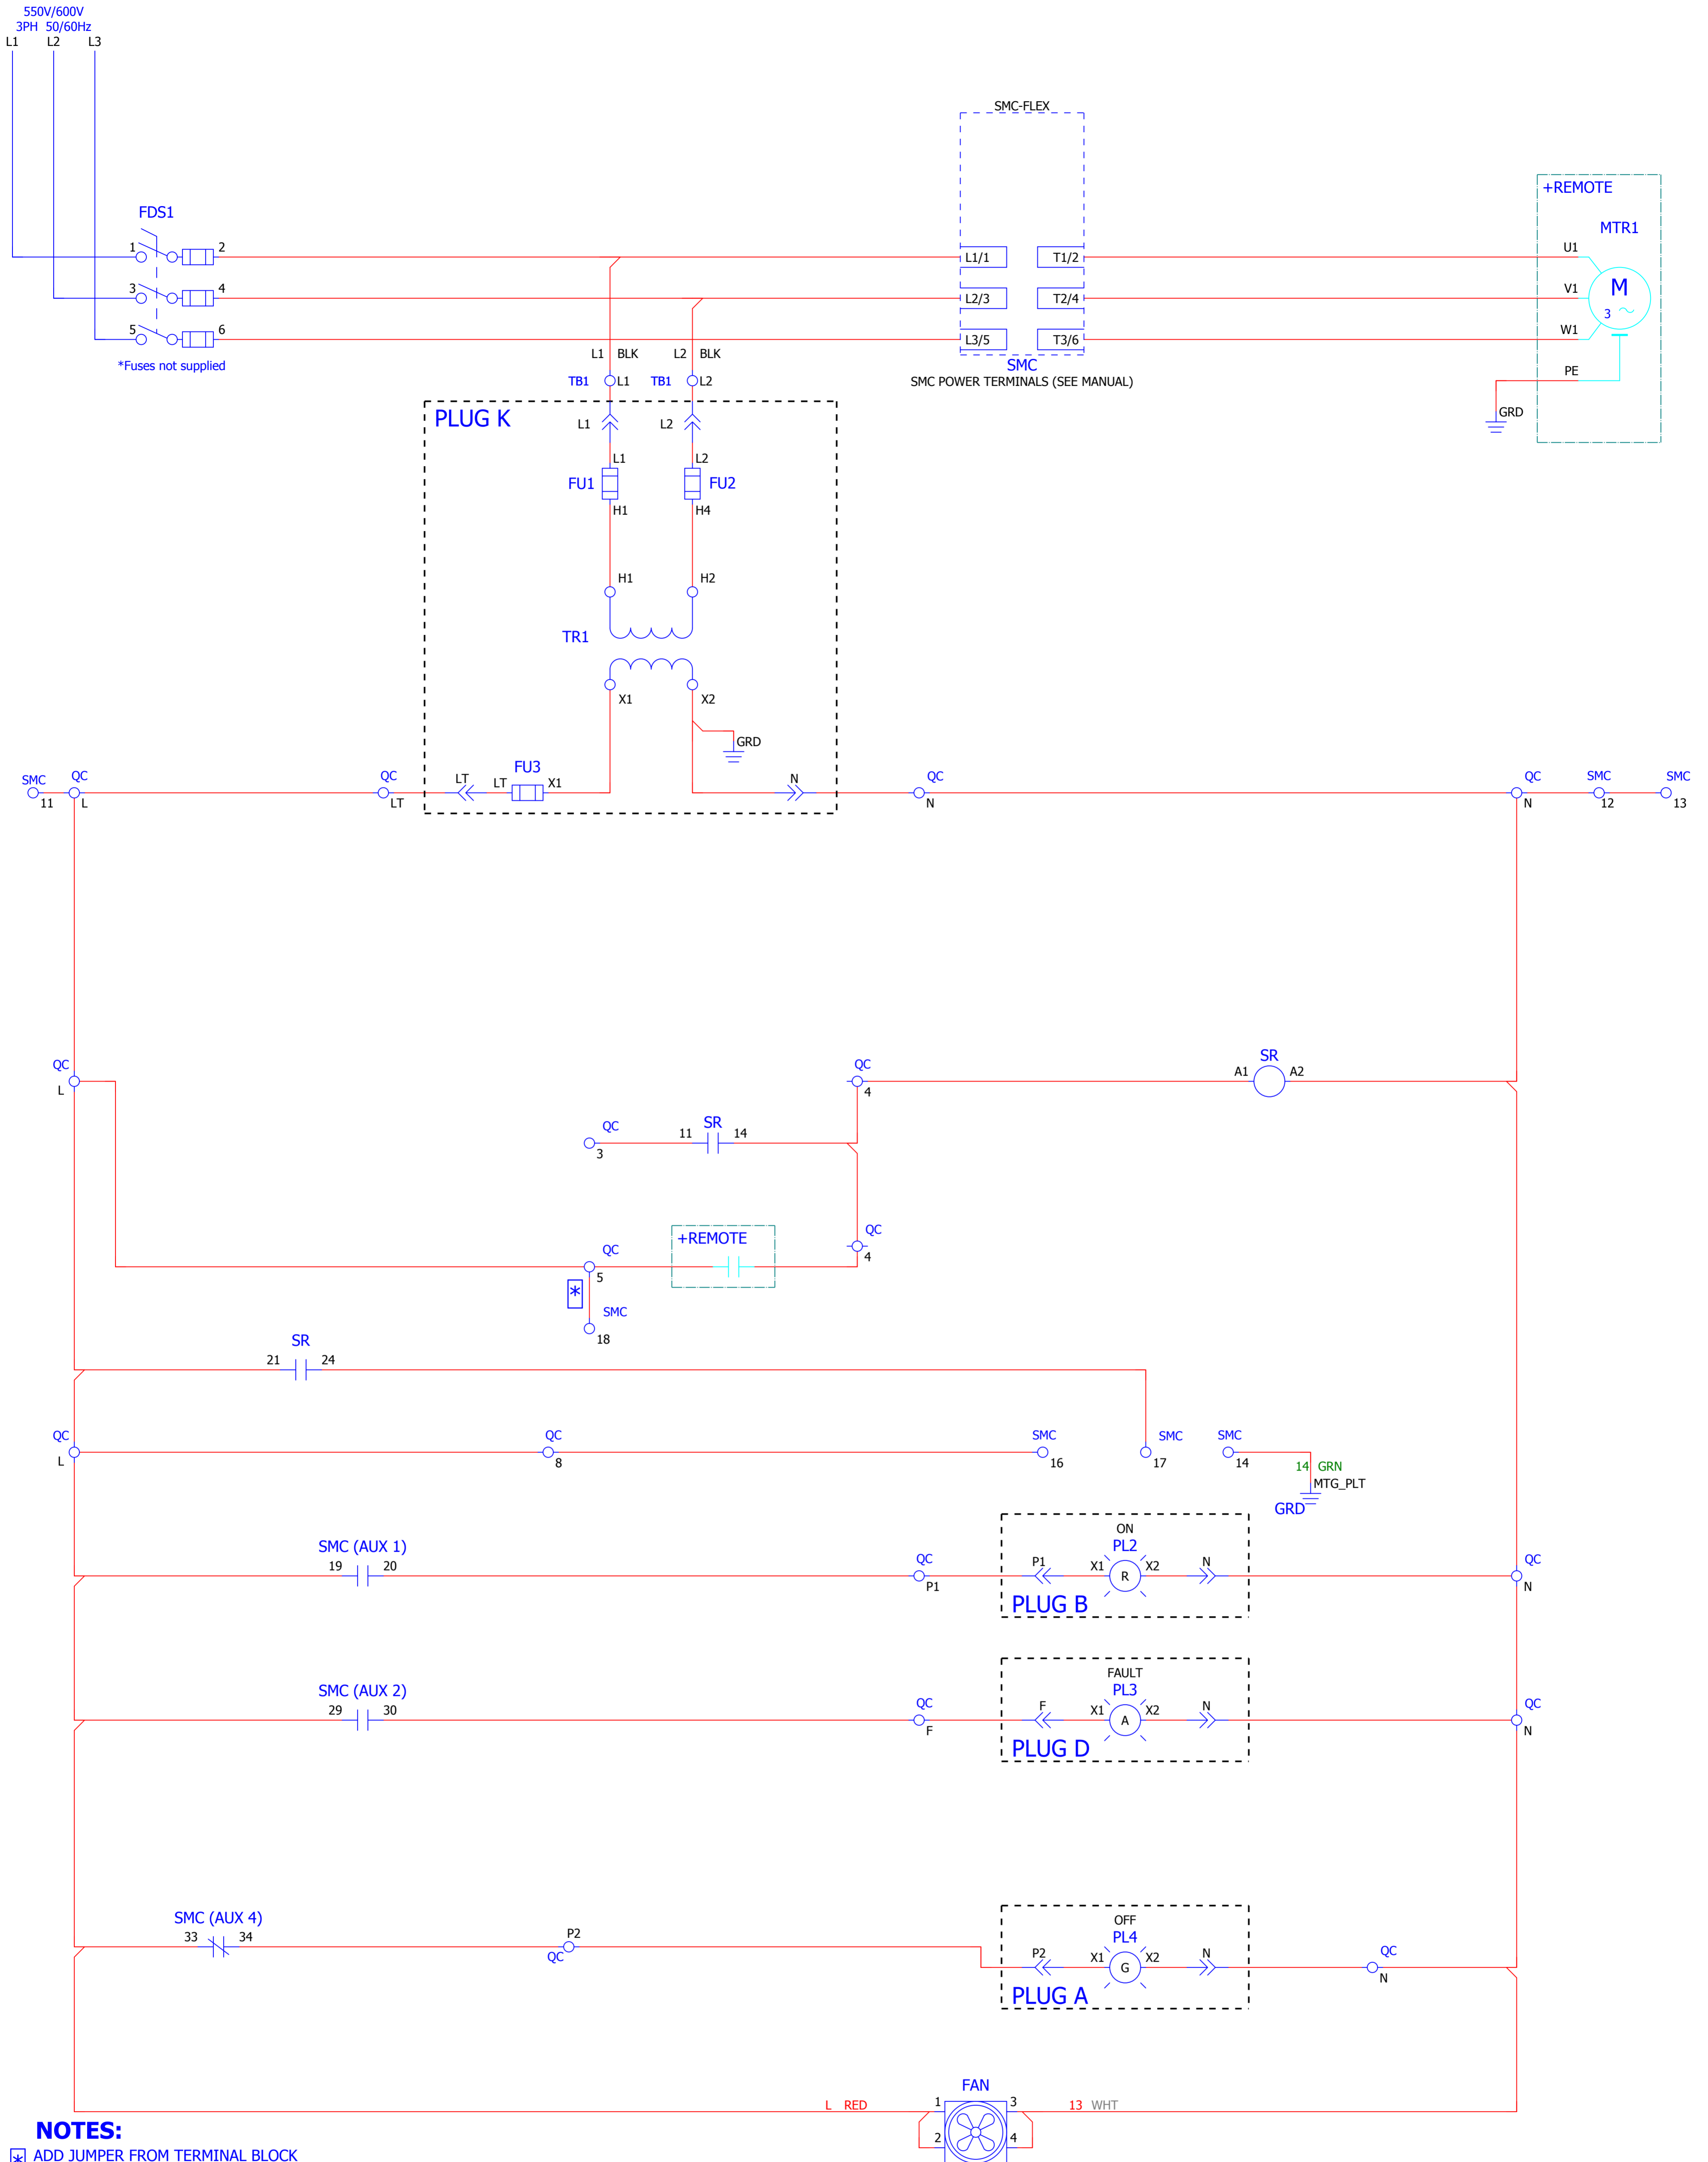 550V/600V
3PH 50/60Hz
L1 L2 L3
SMC-FLEX
+REMOTE
FDS1
MTR1
1 2 L1/1 T1/2 U1
3 4 L2/3 T2/4 V1 M
3
5 6 L3/5 T3/6 W1
*Fuses not supplied
L1 BLK L2 BLK
SMC
SMC POWER TERMINALS (SEE MANUAL)
PE
TB1 L1 TB1 L2
GRD
PLUG K
L1 L2
L1 L2
FU1 FU2
H1 H4
H1 H2
TR1
X1 X2
GRD
SMC QC QC LT LT FU3 X1 N QC QC SMC SMC
11 L LT N N 12 13
QC QC SR
L 4 A1 A2
QC 11 SR 14
3
QC
4
QC +REMOTE
5
*
SMC
18
SR
21 24
QC QC SMC SMC SMC
L 8 16 17 14
14 GRN
MTG_PLT
GRD
ON
SMC (AUX 1) PL2
19 20 QC P1 X1 R X2 N QC
P1 N
PLUG B
FAULT
SMC (AUX 2) PL3
29 30 QC F X1 A X2 N QC
F N
PLUG D
SMC (AUX 4) OFF
33 34 P2 PL4
QC P2 X1 G X2 N QC
N
PLUG A
FAN
L RED 1 3 13 WHT
2 4
NOTES:
* ADD JUMPER FROM TERMINAL BLOCK